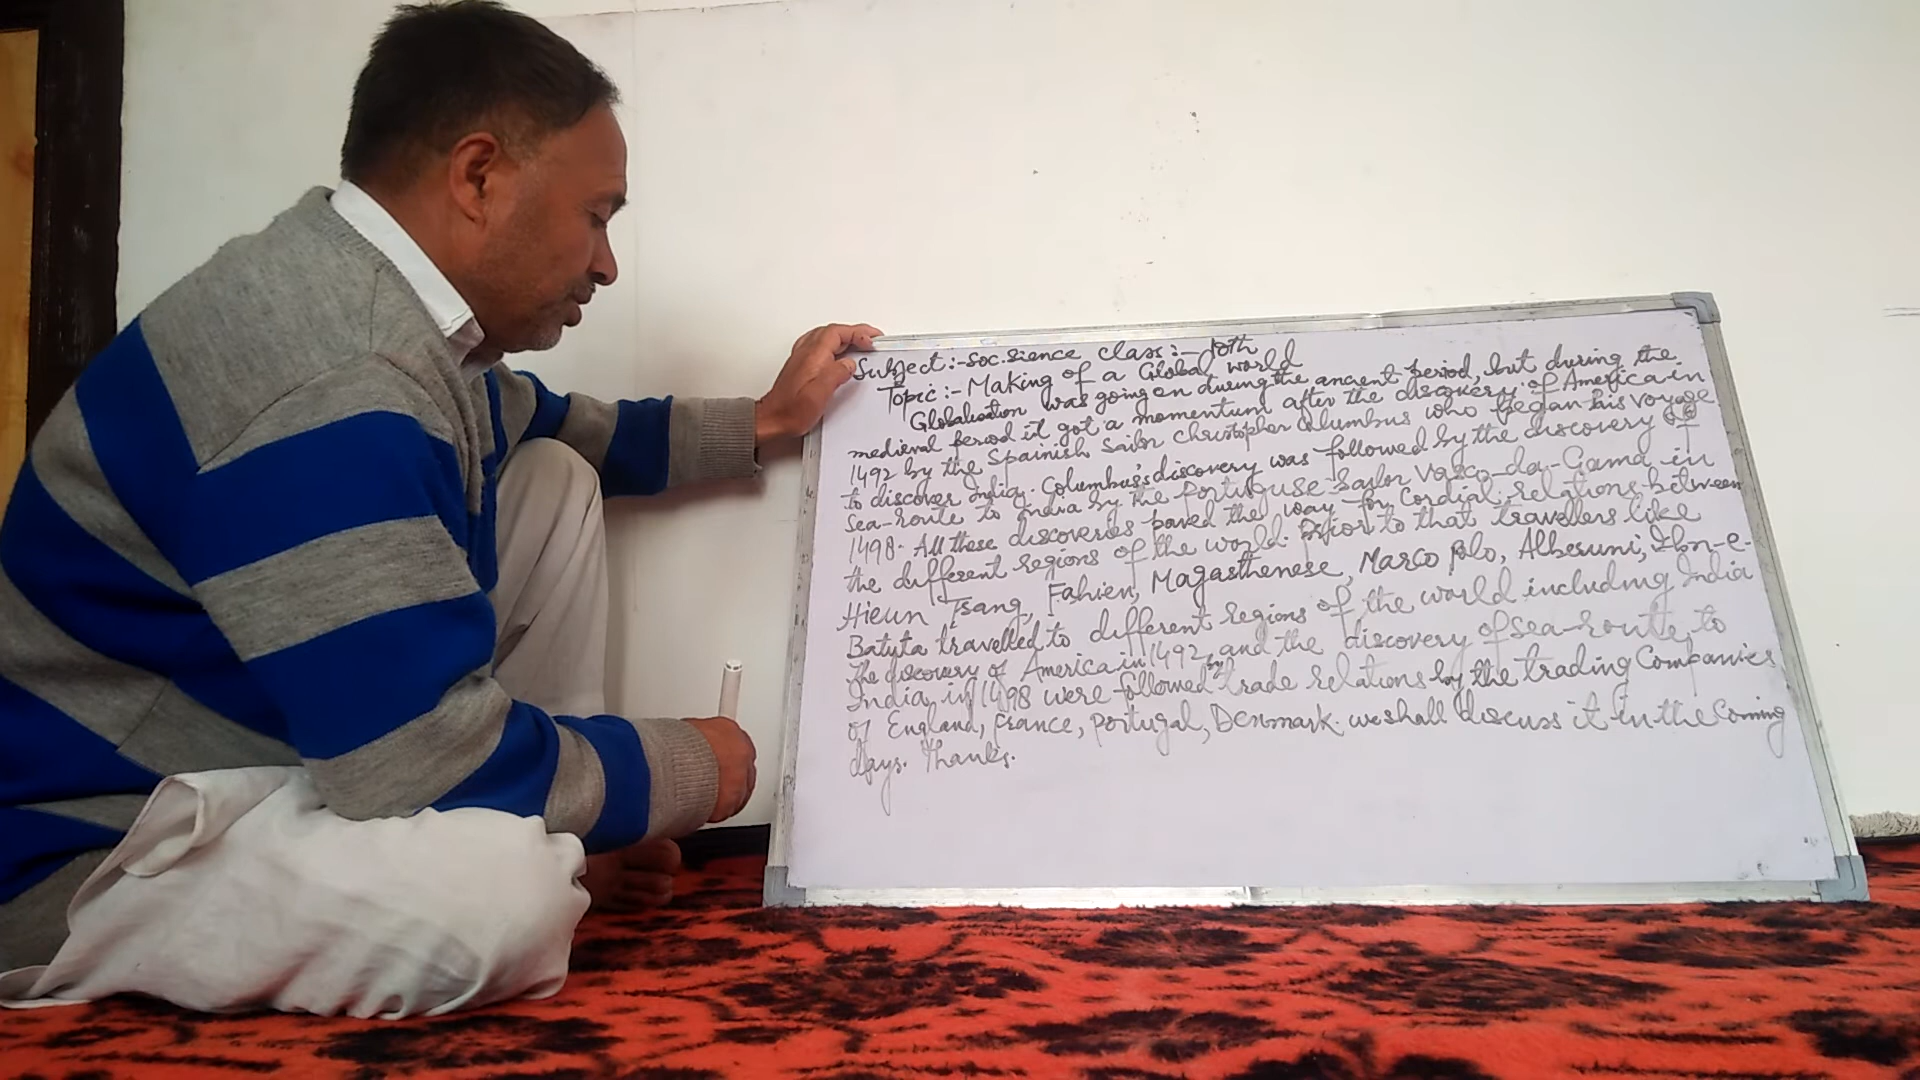 Subject:-Soc.Sience class:- 10th
Topic:- Making of a Global world
Globalisation was going on during the ancient period, but during the
medieval period it got a momentum after the discovery of America in
1492 by the Spainish Sailor Christopher Columbus who began his voyage
to discover India. Columbus's discovery was followed by the discovery of
Sea-Route to India by the Portuguse Sailor Vasco-da-Gama in
1498. All these discoveries paved the way for Cordial relations between
the different regions of the world. Prior to that travellers like
Hieun Tsang, Fahien, Magasthenese, Marco Polo, Alberuni, Ibn-e-
Batuta travelled to different regions of the world including India
The discovery of America in 1492, and the discovery of Sea-route to
India in 1498 were followed by trade relations by the trading Companies
of England, France, Portugal, Denmark. we shall discuss it in the Coming
days. Thanks.